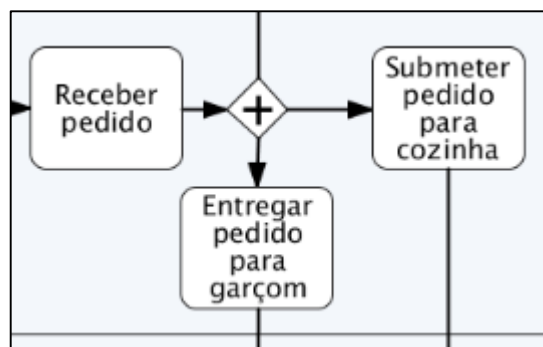 Receber
pedido
Submeter
pedido
para
cozinha
Entregar
pedido
para
garçom